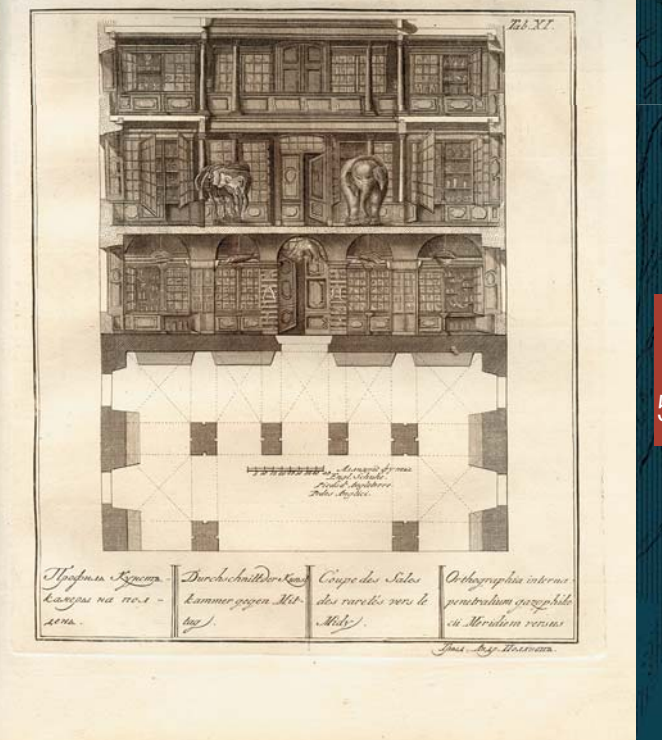 Tab. XI.
Engl. Schuhe.
Pieds d'Angleterre.
Pedes Anglici.
Профиль Кунстъ-
камеры на пол-
день.
Durchschnitt der Kunst
kammer gegen Mit-
tag.
Coupe des Sales
des raretés vers le
Midy.
Orthographia interna
penetralium gazophila
cii Meridiem versus
5